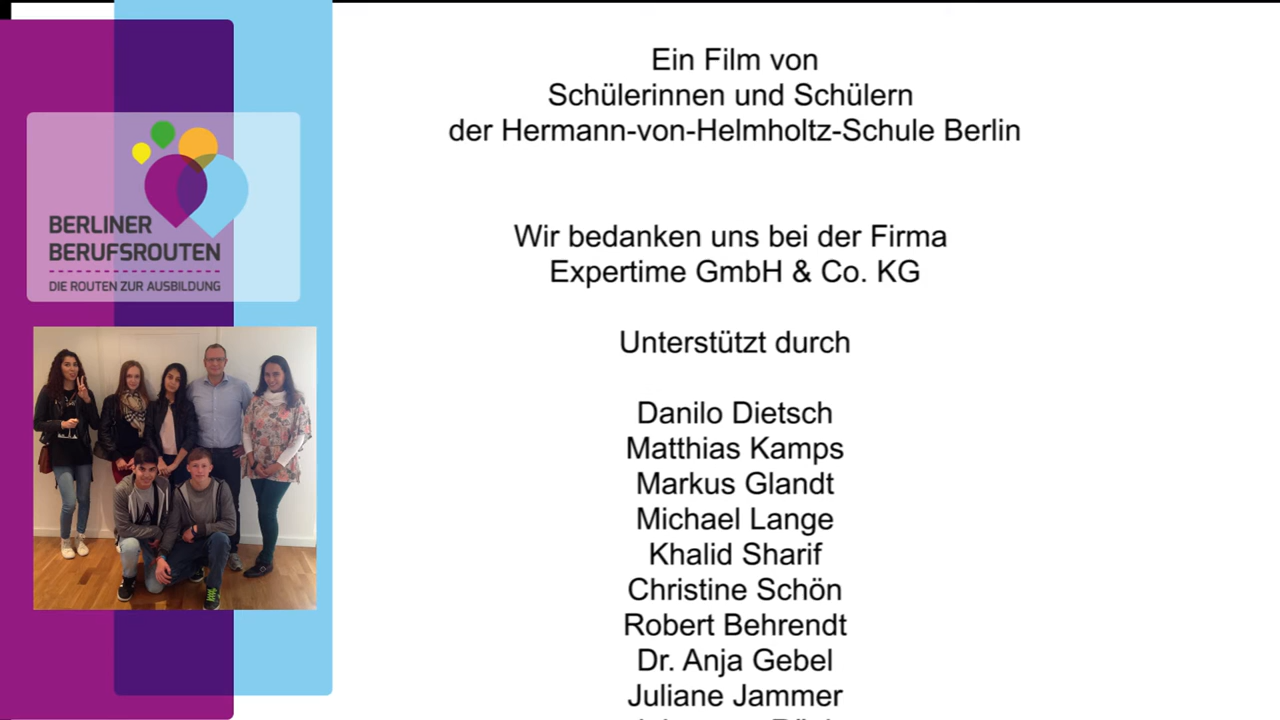 BERLINER
BERUFSROUTEN
DIE ROUTEN ZUR AUSBILDUNG
Ein Film von
Schülerinnen und Schülern
der Hermann-von-Helmholtz-Schule Berlin
Wir bedanken uns bei der Firma
Expertime GmbH & Co. KG
Unterstützt durch
Danilo Dietsch
Matthias Kamps
Markus Glandt
Michael Lange
Khalid Sharif
Christine Schön
Robert Behrendt
Dr. Anja Gebel
Juliane Jammer